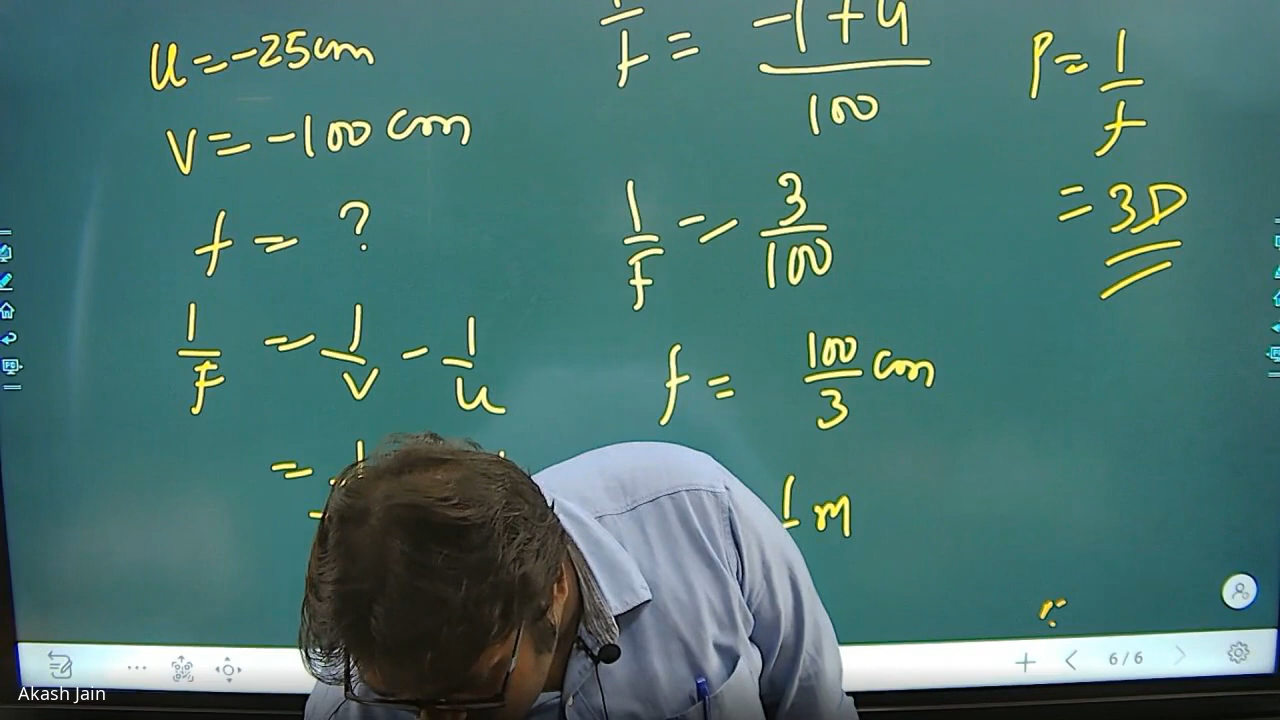 u = -25 cm
v = -100 cm
f = ?
1/F = 1/v - 1/u
=
1/f = -1+4/100
1/F = 3/100
f = 100/3 cm
m
P = 1/f
= 3D
6/6
Akash Jain